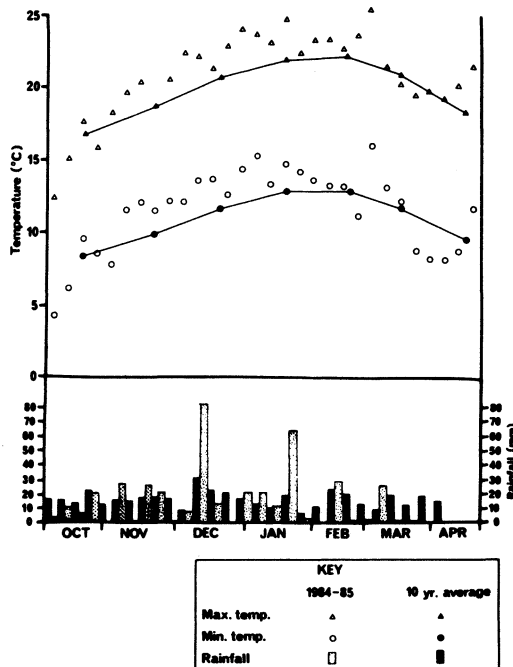 25
20
15
10
5
0
Temperature (°C)
80 80
70 70
60 60
50 50
40 40
30 30
20 20
10 10
Rainfall (mm)
OCT NOV DEC JAN FEB MAR APR
KEY
1984-85 10 yr. average
Max. temp.
Min. temp.
Rainfall